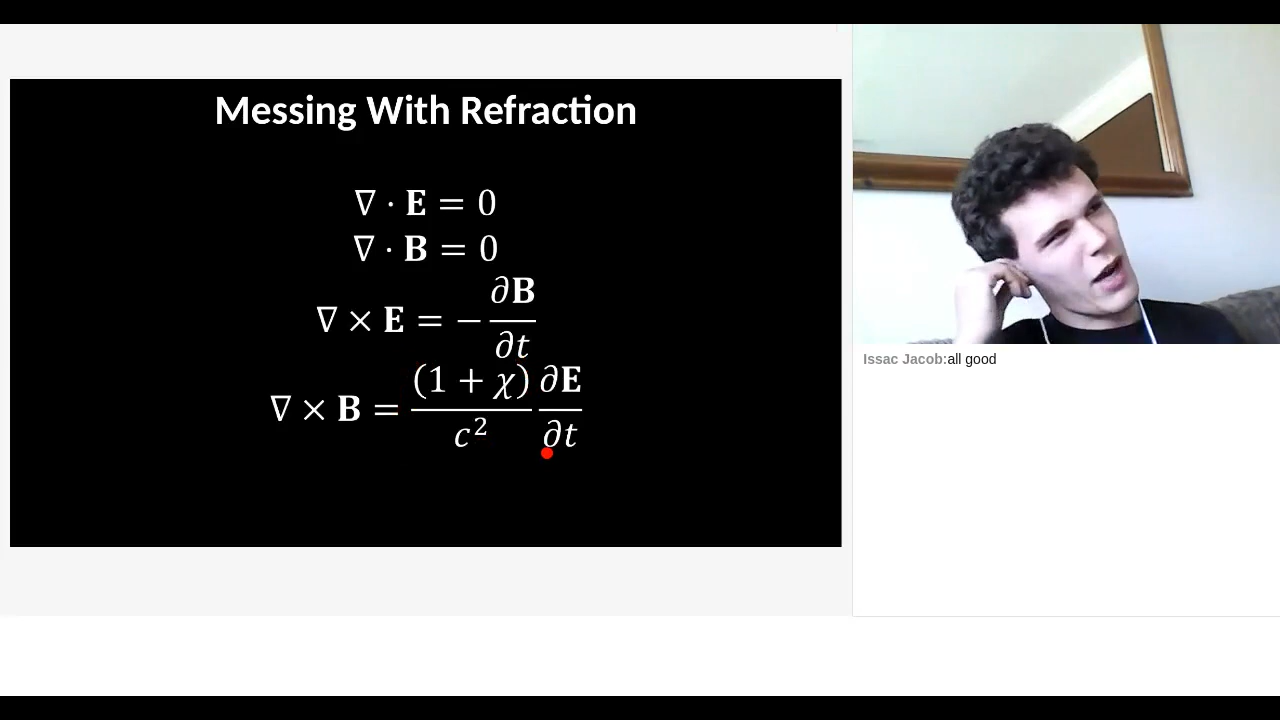 Messing With Refraction
∇ · E = 0
∇ · B = 0
∇ × E = −∂B/∂t
∇ × B = (1 + χ)/c² ∂E/∂t
Issac Jacob:all good